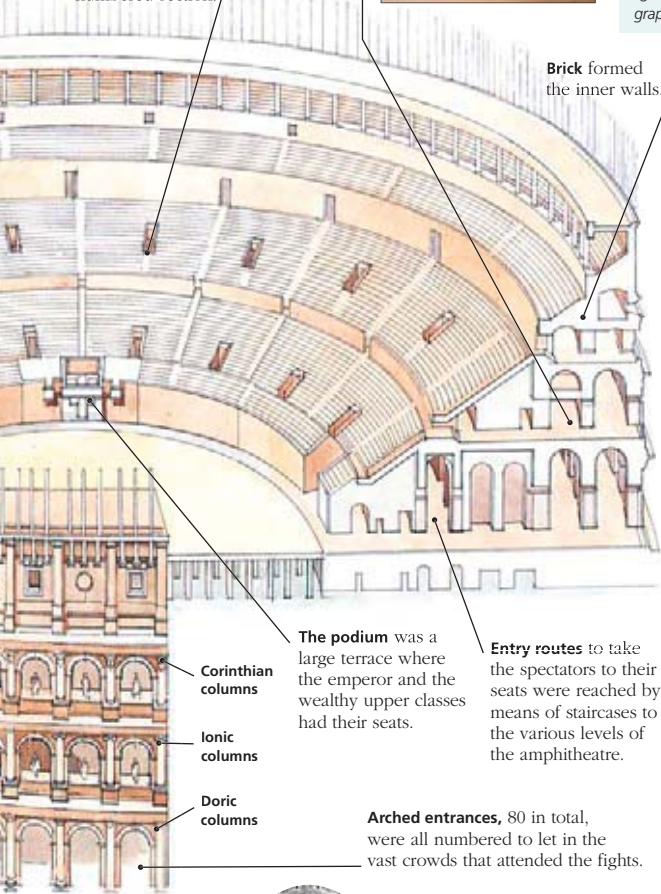 grap
Brick formed
the inner walls.
The podium was a
large terrace where
the emperor and the
wealthy upper classes
had their seats.
Entry routes to take
the spectators to their
seats were reached by
means of staircases to
the various levels of
the amphitheatre.
Corinthian
columns
Ionic
columns
Doric
columns
Arched entrances, 80 in total,
were all numbered to let in the
vast crowds that attended the fights.